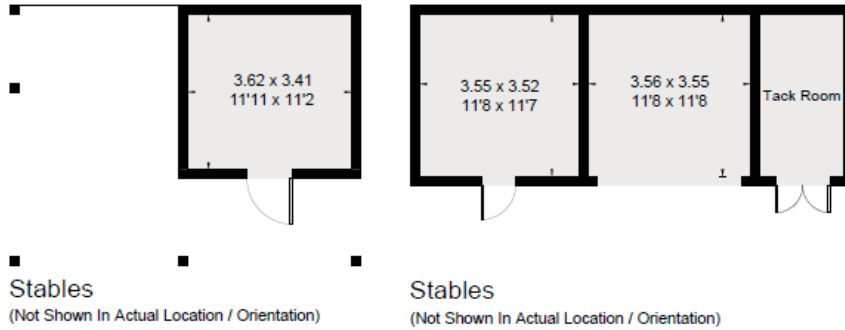 3.62 x 3.41
11'11 x 11'2
3.55 x 3.52
11'8 x 11'7
3.56 x 3.55
11'8 x 11'8
Tack Room
Stables
(Not Shown In Actual Location / Orientation)
Stables
(Not Shown In Actual Location / Orientation)